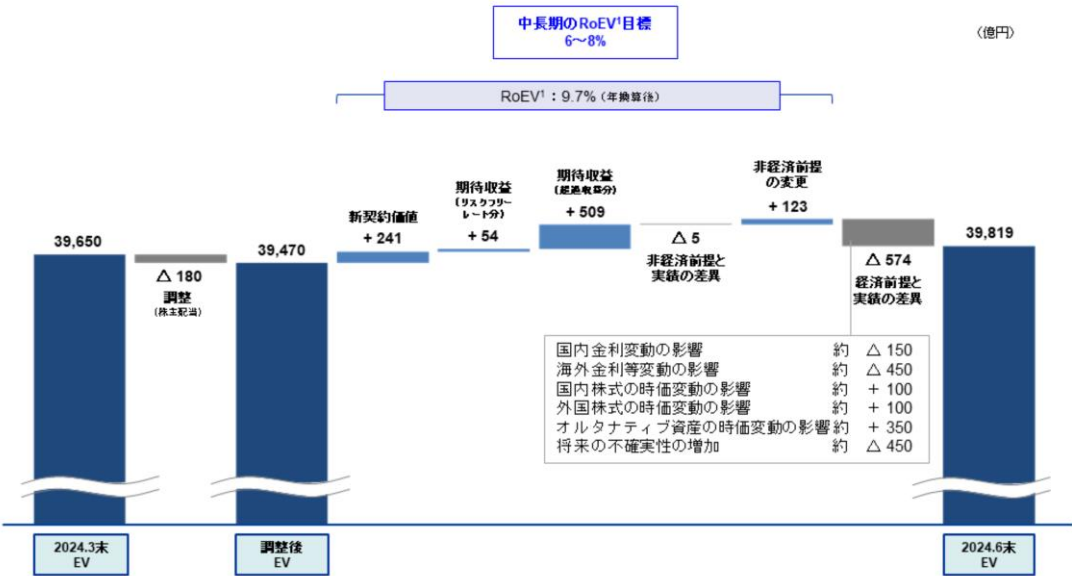 中長期のRoEV¹目標
6～8%
（億円）
RoEV¹：9.7%（年換算後）
39,650
△ 180
調整
（株主配当）
39,470
新契約価値
+ 241
期待収益
（リスクフリー
レート分）
+ 54
期待収益
（超過収益分）
+ 509
△ 5
非経済前提と
実績の差異
非経済前提
の変更
+ 123
△ 574
経済前提と
実績の差異
39,819
国内金利変動の影響 約 △ 150
海外金利等変動の影響 約 △ 450
国内株式の時価変動の影響 約 + 100
外国株式の時価変動の影響 約 + 100
オルタナティブ資産の時価変動の影響 約 + 350
将来の不確実性の増加 約 △ 450
2024.3末
EV
調整後
EV
2024.6末
EV